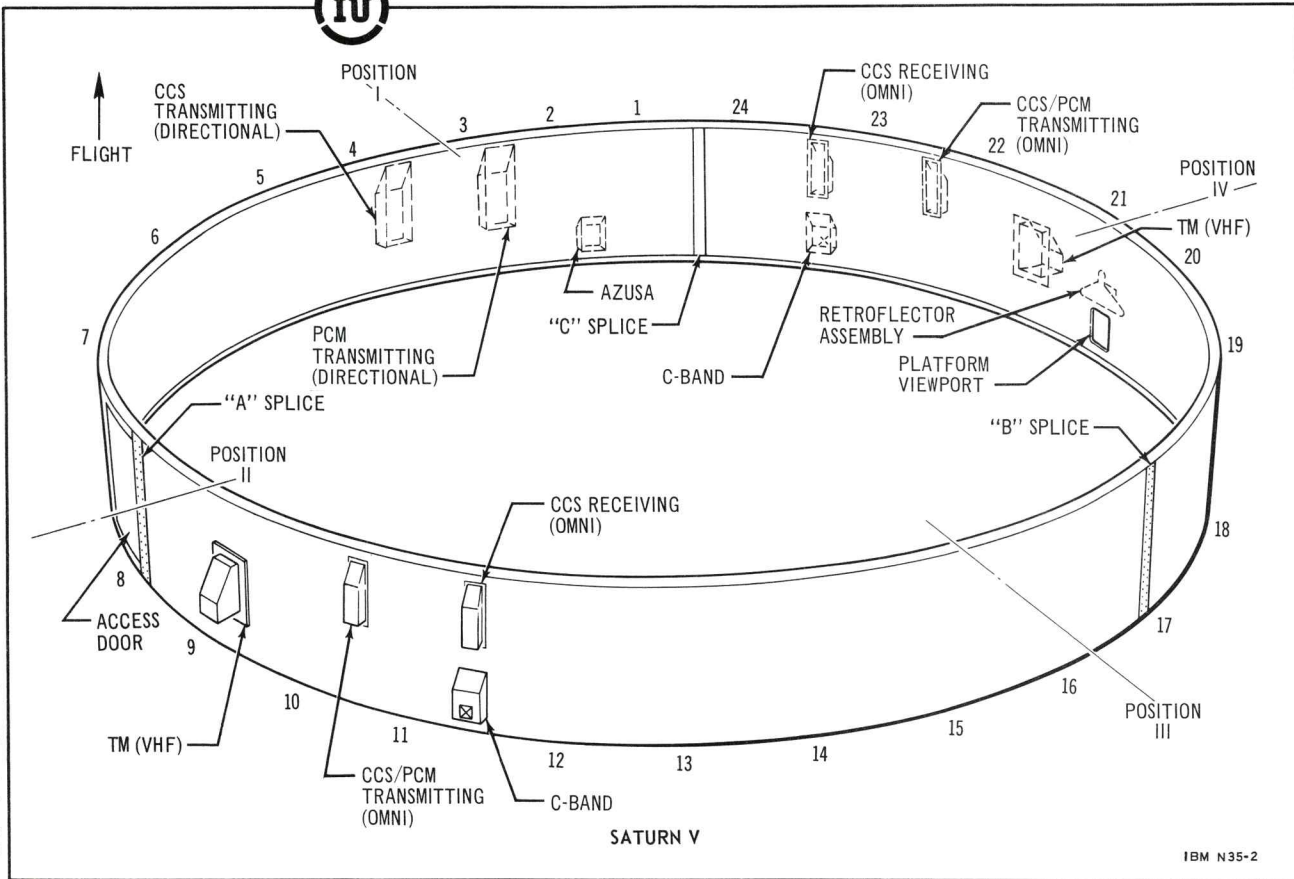 IU
FLIGHT
CCS
TRANSMITTING
(DIRECTIONAL)
POSITION
I
CCS RECEIVING
(OMNI)
CCS/PCM
TRANSMITTING
(OMNI)
POSITION
IV
TM (VHF)
1
2
3
4
5
6
7
24
23
22
21
20
19
AZUSA
"C" SPLICE
PCM
TRANSMITTING
(DIRECTIONAL)
C-BAND
RETROFLECTOR
ASSEMBLY
PLATFORM
VIEWPORT
"A" SPLICE
"B" SPLICE
POSITION
II
CCS RECEIVING
(OMNI)
8
ACCESS
DOOR
9
10
11
12
13
14
15
16
17
18
POSITION
III
TM (VHF)
CCS/PCM
TRANSMITTING
(OMNI)
C-BAND
SATURN V
IBM N35-2